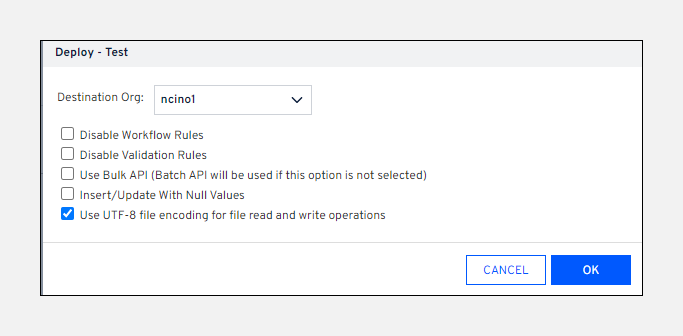 Deploy - Test
Destination Org: ncino1
Disable Workflow Rules
Disable Validation Rules
Use Bulk API (Batch API will be used if this option is not selected)
Insert/Update With Null Values
Use UTF-8 file encoding for file read and write operations
CANCEL OK